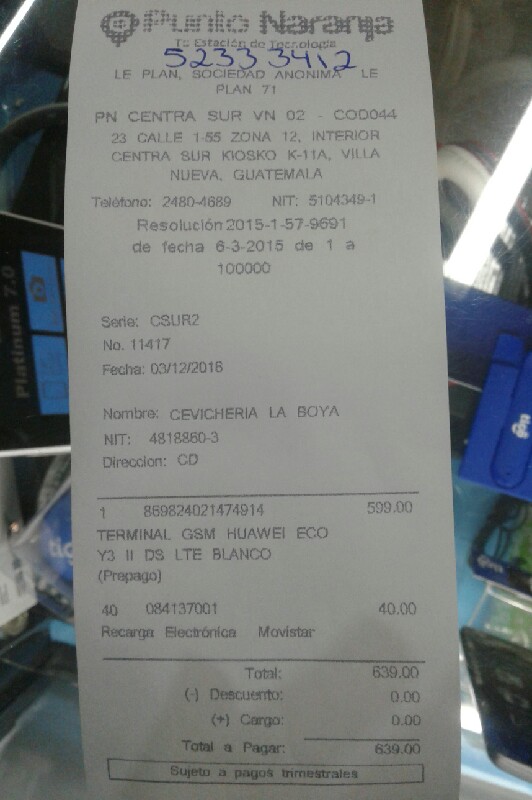 Punto Naranja
Tu Estación de Tecnología
5233 3412
LE PLAN, SOCIEDAD ANONIMA LE
PLAN 71
PN CENTRA SUR VN 02 - COD044
23 CALLE 1-55 ZONA 12, INTERIOR
CENTRA SUR KIOSKO K-11A, VILLA
NUEVA, GUATEMALA
Teléfono: 2480-4689 NIT: 5104349-1
Resolución 2015-1-57-9691
de fecha 6-3-2015 de 1 a
100000
Serie: CSUR2
No. 11417
Fecha: 03/12/2016
Nombre: CEVICHERIA LA BOYA
NIT: 4818860-3
Direccion: CD
1 869824021474914 599.00
TERMINAL GSM HUAWEI ECO
Y3 II DS LTE BLANCO
(Prepago)
40 084137001 40.00
Recarga Electrónica Movistar
Total: 639.00
(-) Descuento: 0.00
(+) Cargo: 0.00
Total a Pagar: 639.00
Sujeto a pagos trimestrales
Platinum 7.0
tigo